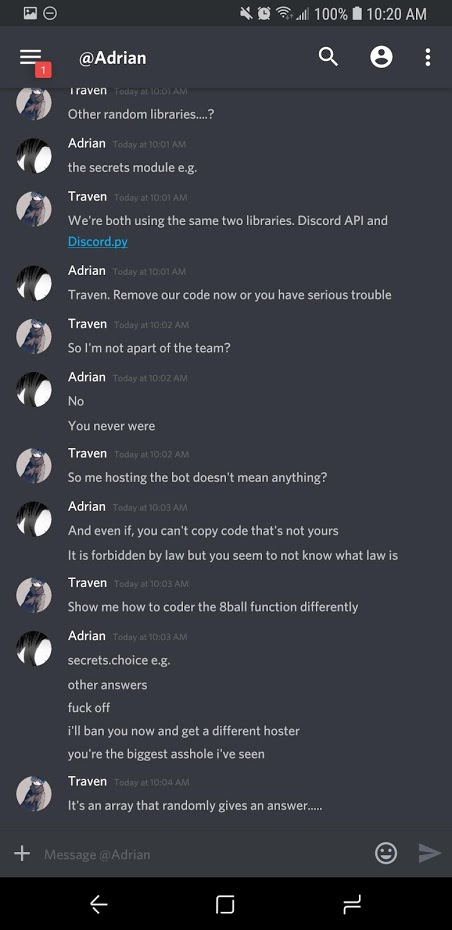 100% 10:20 AM
@Adrian
1
Traven Today at 10:01 AM
Other random libraries....?
Adrian Today at 10:01 AM
the secrets module e.g.
Traven Today at 10:01 AM
We're both using the same two libraries. Discord API and
Discord.py
Adrian Today at 10:01 AM
Traven. Remove our code now or you have serious trouble
Traven Today at 10:02 AM
So I'm not apart of the team?
Adrian Today at 10:02 AM
No
You never were
Traven Today at 10:02 AM
So me hosting the bot doesn't mean anything?
Adrian Today at 10:03 AM
And even if, you can't copy code that's not yours
It is forbidden by law but you seem to not know what law is
Traven Today at 10:03 AM
Show me how to coder the 8ball function differently
Adrian Today at 10:03 AM
secrets.choice e.g.
other answers
fuck off
i'll ban you now and get a different hoster
you're the biggest asshole i've seen
Traven Today at 10:04 AM
It's an array that randomly gives an answer.....
Message @Adrian